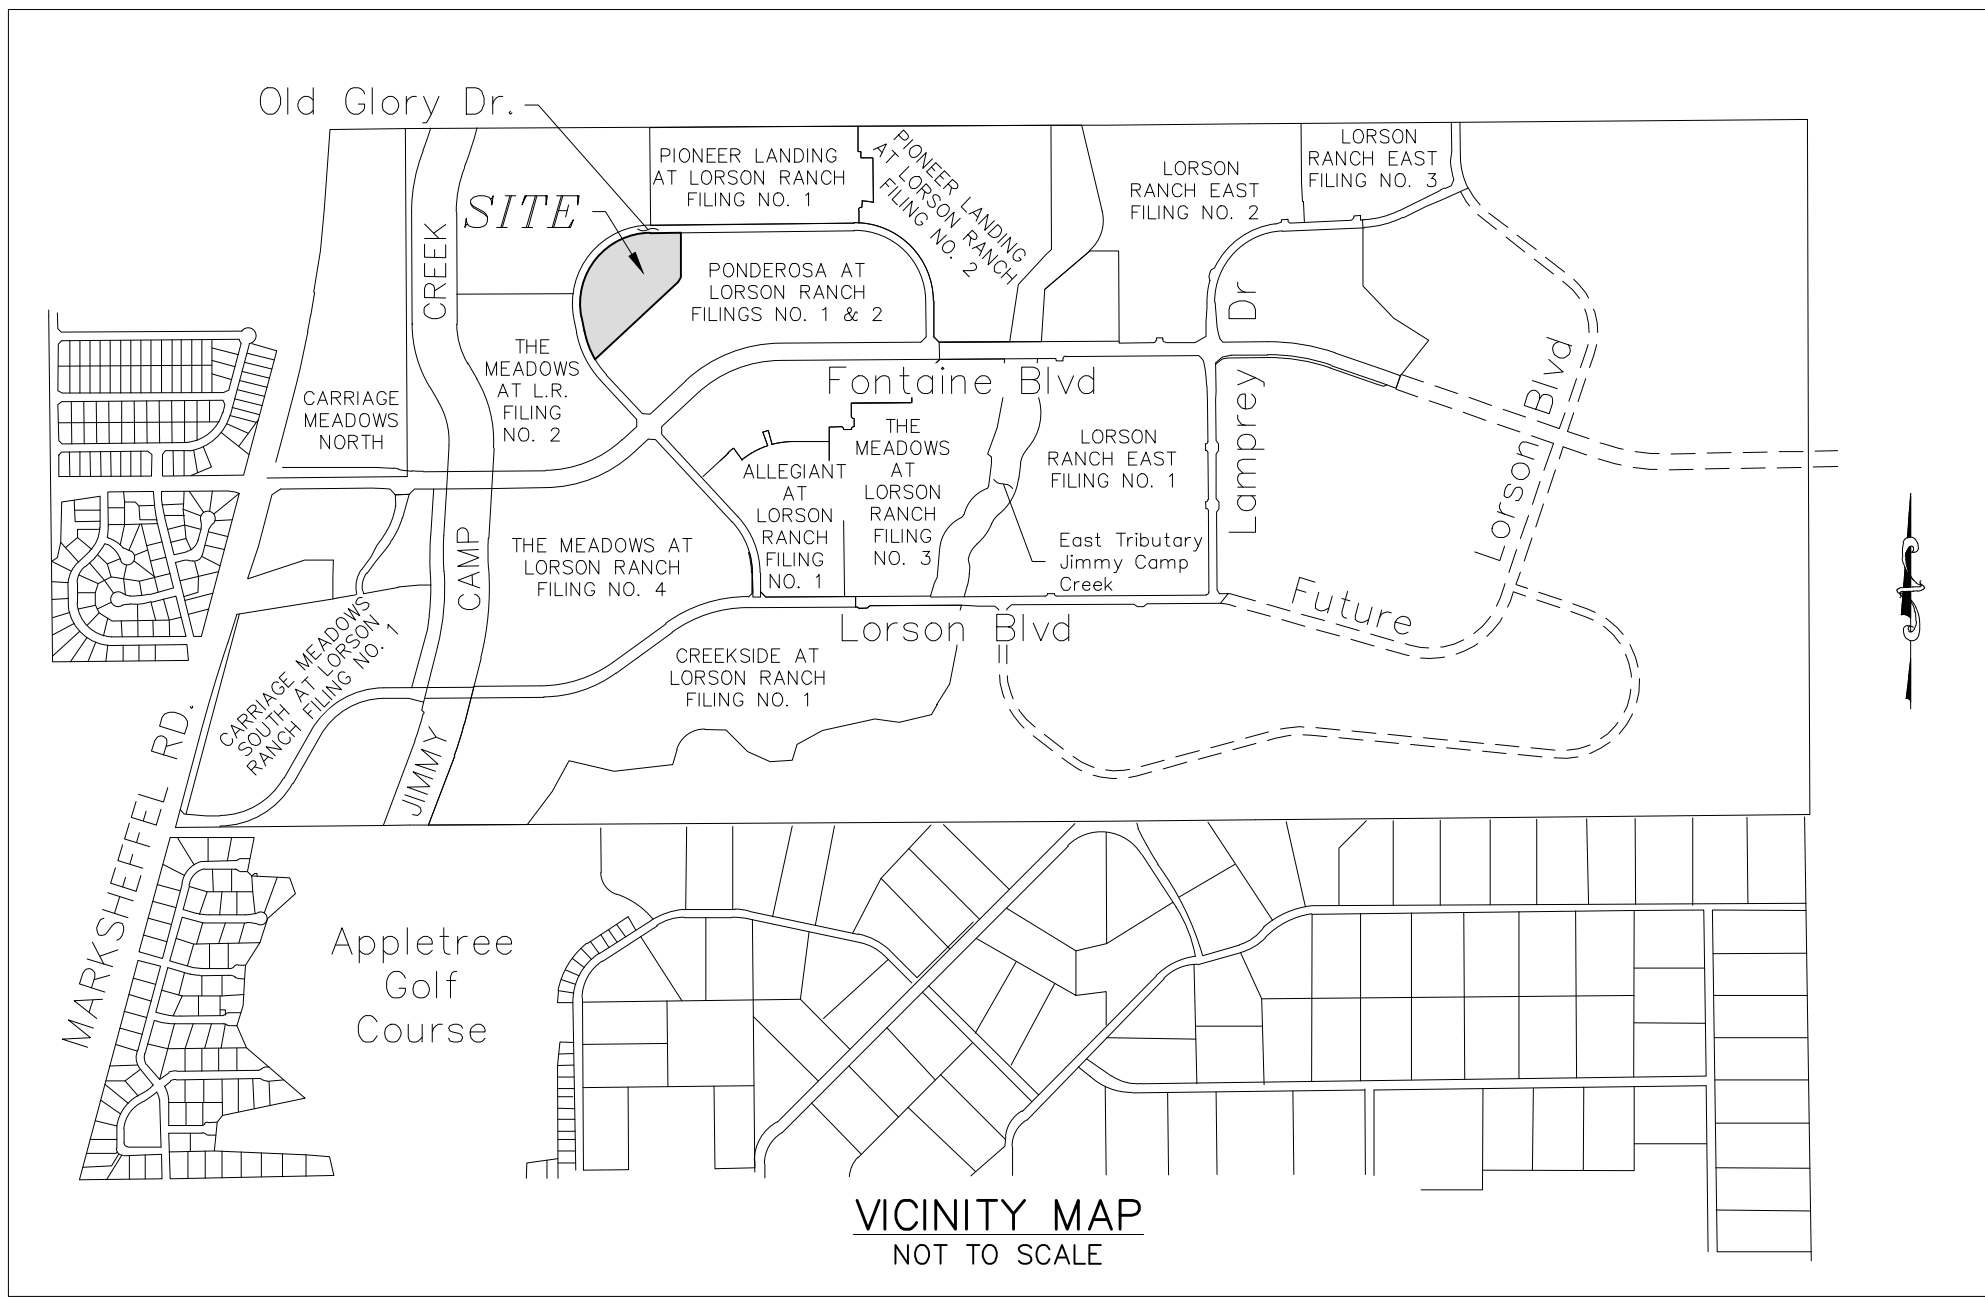 Old Glory Dr.
PIONEER LANDING
AT LORSON RANCH
FILING NO. 1
PIONEER LANDING
AT LORSON RANCH
FILING NO. 2
LORSON
RANCH EAST
FILING NO. 2
LORSON
RANCH EAST
FILING NO. 3
SITE
PONDEROSA AT
LORSON RANCH
FILINGS NO. 1 & 2
THE
MEADOWS
AT L.R.
FILING
NO. 2
CARRIAGE
MEADOWS
NORTH
JIMMY CAMP CREEK
Fontaine Blvd
Lamprey Dr
Lorson Blvd
ALLEGIANT
AT
LORSON
RANCH
FILING
NO. 1
THE
MEADOWS
AT
LORSON
RANCH
FILING
NO. 3
LORSON
RANCH EAST
FILING NO. 1
East Tributary
Jimmy Camp
Creek
THE MEADOWS AT
LORSON RANCH
FILING NO. 4
Future
Lorson Blvd
CARRIAGE MEADOWS
SOUTH AT LORSON
RANCH FILING NO. 1
CREEKSIDE AT
LORSON RANCH
FILING NO. 1
MARKSHEFFEL RD.
Appletree
Golf
Course
VICINITY MAP
NOT TO SCALE